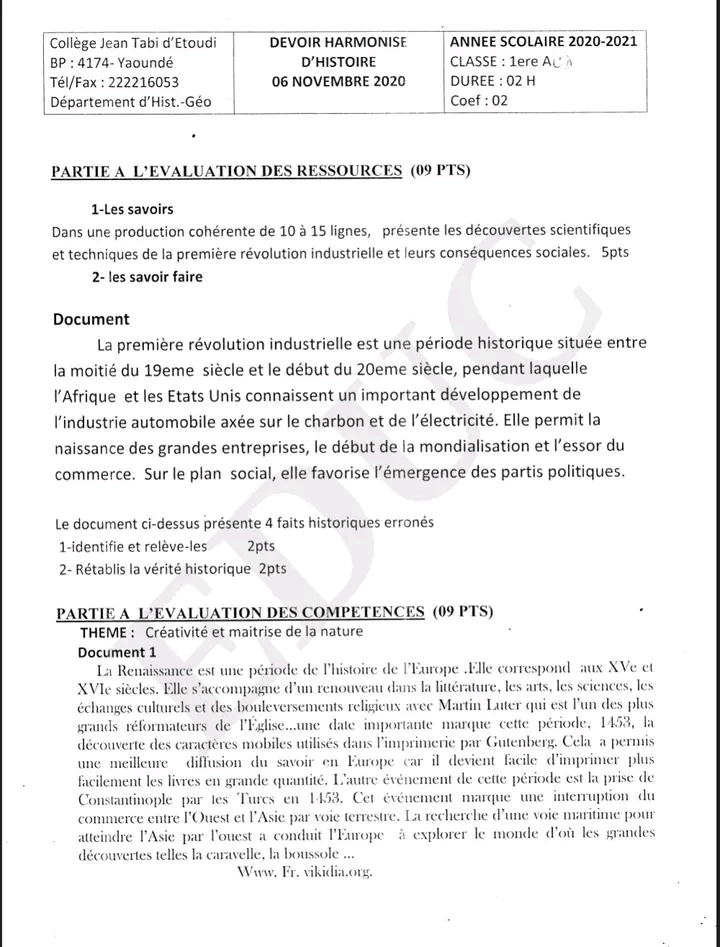 Collège Jean Tabi d'Etoudi
BP : 4174- Yaoundé
Tél/Fax : 222216053
Département d'Hist.-Géo
DEVOIR HARMONISE
D'HISTOIRE
06 NOVEMBRE 2020
ANNEE SCOLAIRE 2020-2021
CLASSE : 1ere
DUREE : 02 H
Coef : 02
PARTIE A L'EVALUATION DES RESSOURCES (09 PTS)
1-Les savoirs
Dans une production cohérente de 10 à 15 lignes, présente les découvertes scientifiques
et techniques de la première révolution industrielle et leurs conséquences sociales. 5pts
2- les savoir faire
Document
La première révolution industrielle est une période historique située entre
la moitié du 19eme siècle et le début du 20eme siècle, pendant laquelle
l'Afrique et les Etats Unis connaissent un important développement de
l'industrie automobile axée sur le charbon et de l'électricité. Elle permit la
naissance des grandes entreprises, le début de la mondialisation et l'essor du
commerce. Sur le plan social, elle favorise l'émergence des partis politiques.
Le document ci-dessus présente 4 faits historiques erronés
1-identifie et relève-les 2pts
2- Rétablis la vérité historique 2pts
PARTIE A L'EVALUATION DES COMPETENCES (09 PTS)
THEME : Créativité et maitrise de la nature
Document 1
La Renaissance est une période de l'histoire de l'Europe .Elle correspond aux XVe et
XVIe siècles. Elle s'accompagne d'un renouveau dans la littérature, les arts, les sciences, les
échanges culturels et des bouleversements religieux avec Martin Luter qui est l'un des plus
grands réformateurs de l'Église...une date importante marque cette période, 1453, la
découverte des caractères mobiles utilisés dans l'imprimerie par Gutenberg. Cela a permis
une meilleure diffusion du savoir en Europe car il devient facile d'imprimer plus
facilement les livres en grande quantité. L'autre événement de cette période est la prise de
Constantinople par les Turcs en 1453. Cet événement marque une interruption du
commerce entre l'Ouest et l'Asie par voie terrestre. La recherche d'une voie maritime pour
atteindre l'Asie par l'ouest a conduit l'Europe à explorer le monde d'où les grandes
découvertes telles la caravelle, la boussole ...
Www. Fr. vikidia.org.
EDUC